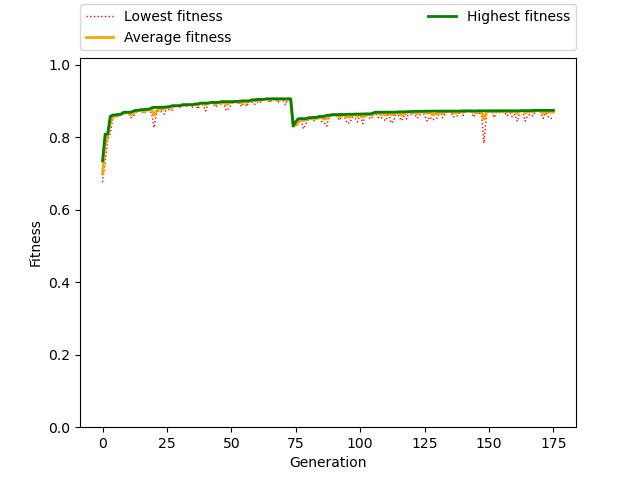 Lowest fitness
Average fitness
Highest fitness
1.0
0.8
0.6
0.4
0.2
0.0
Fitness
0 25 50 75 100 125 150 175
Generation